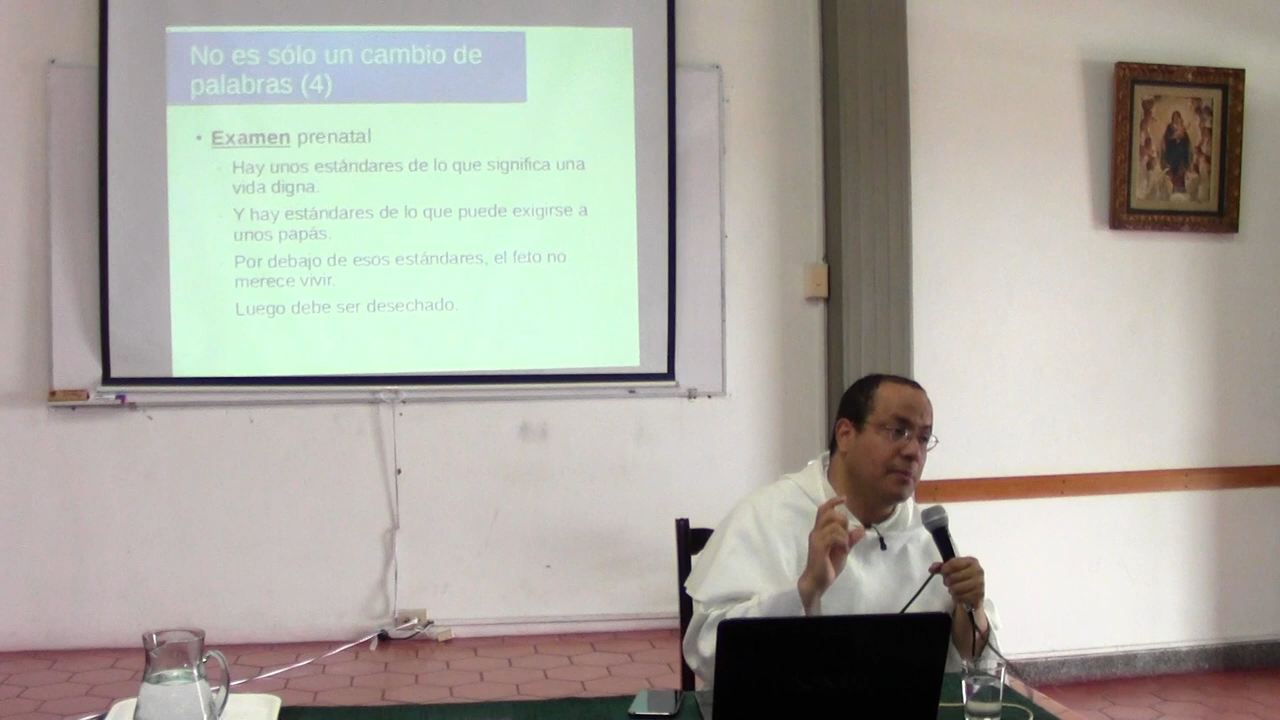 No es sólo un cambio de
palabras (4)
• Examen prenatal
Hay unos estándares de lo que significa una
vida digna.
Y hay estándares de lo que puede exigirse a
unos papás.
Por debajo de esos estándares, el feto no
merece vivir.
Luego debe ser desechado.